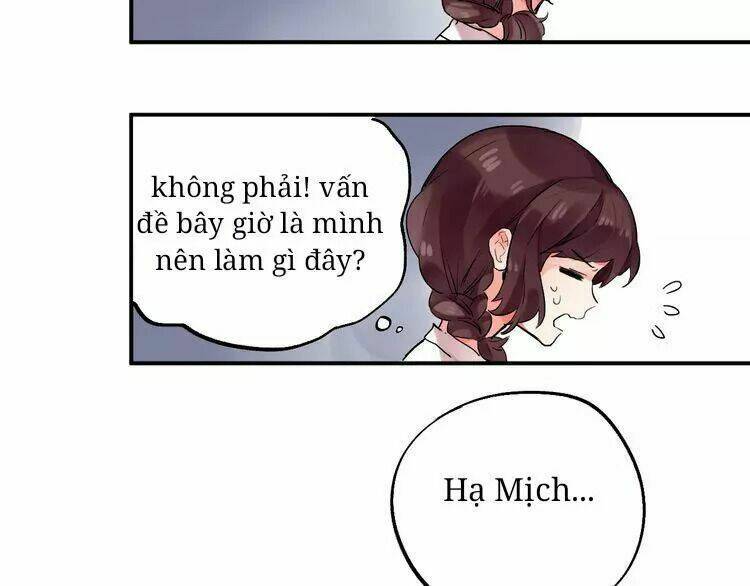 không phải! vấn
đề bây giờ là mình
nên làm gì đây?
Hạ Mịch...